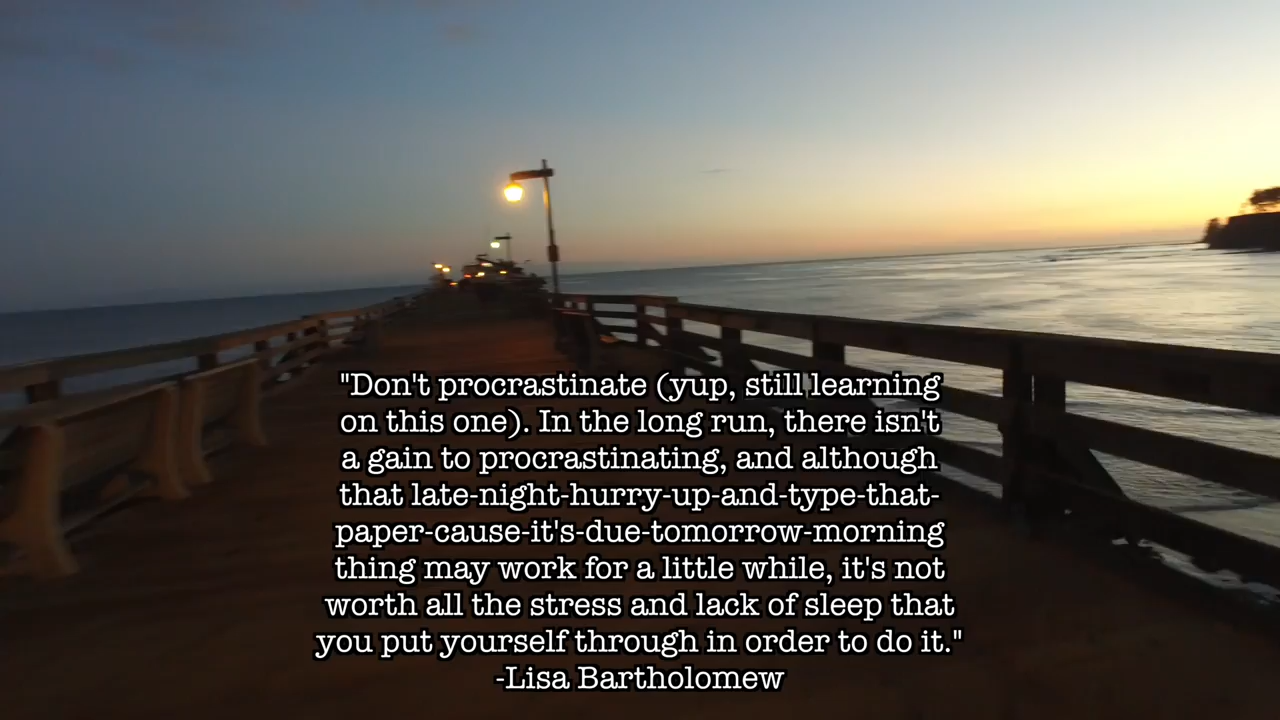 "Don't procrastinate (yup, still learning
on this one). In the long run, there isn't
a gain to procrastinating, and although
that late-night-hurry-up-and-type-that-
paper-cause-it's-due-tomorrow-morning
thing may work for a little while, it's not
worth all the stress and lack of sleep that
you put yourself through in order to do it."
-Lisa Bartholomew